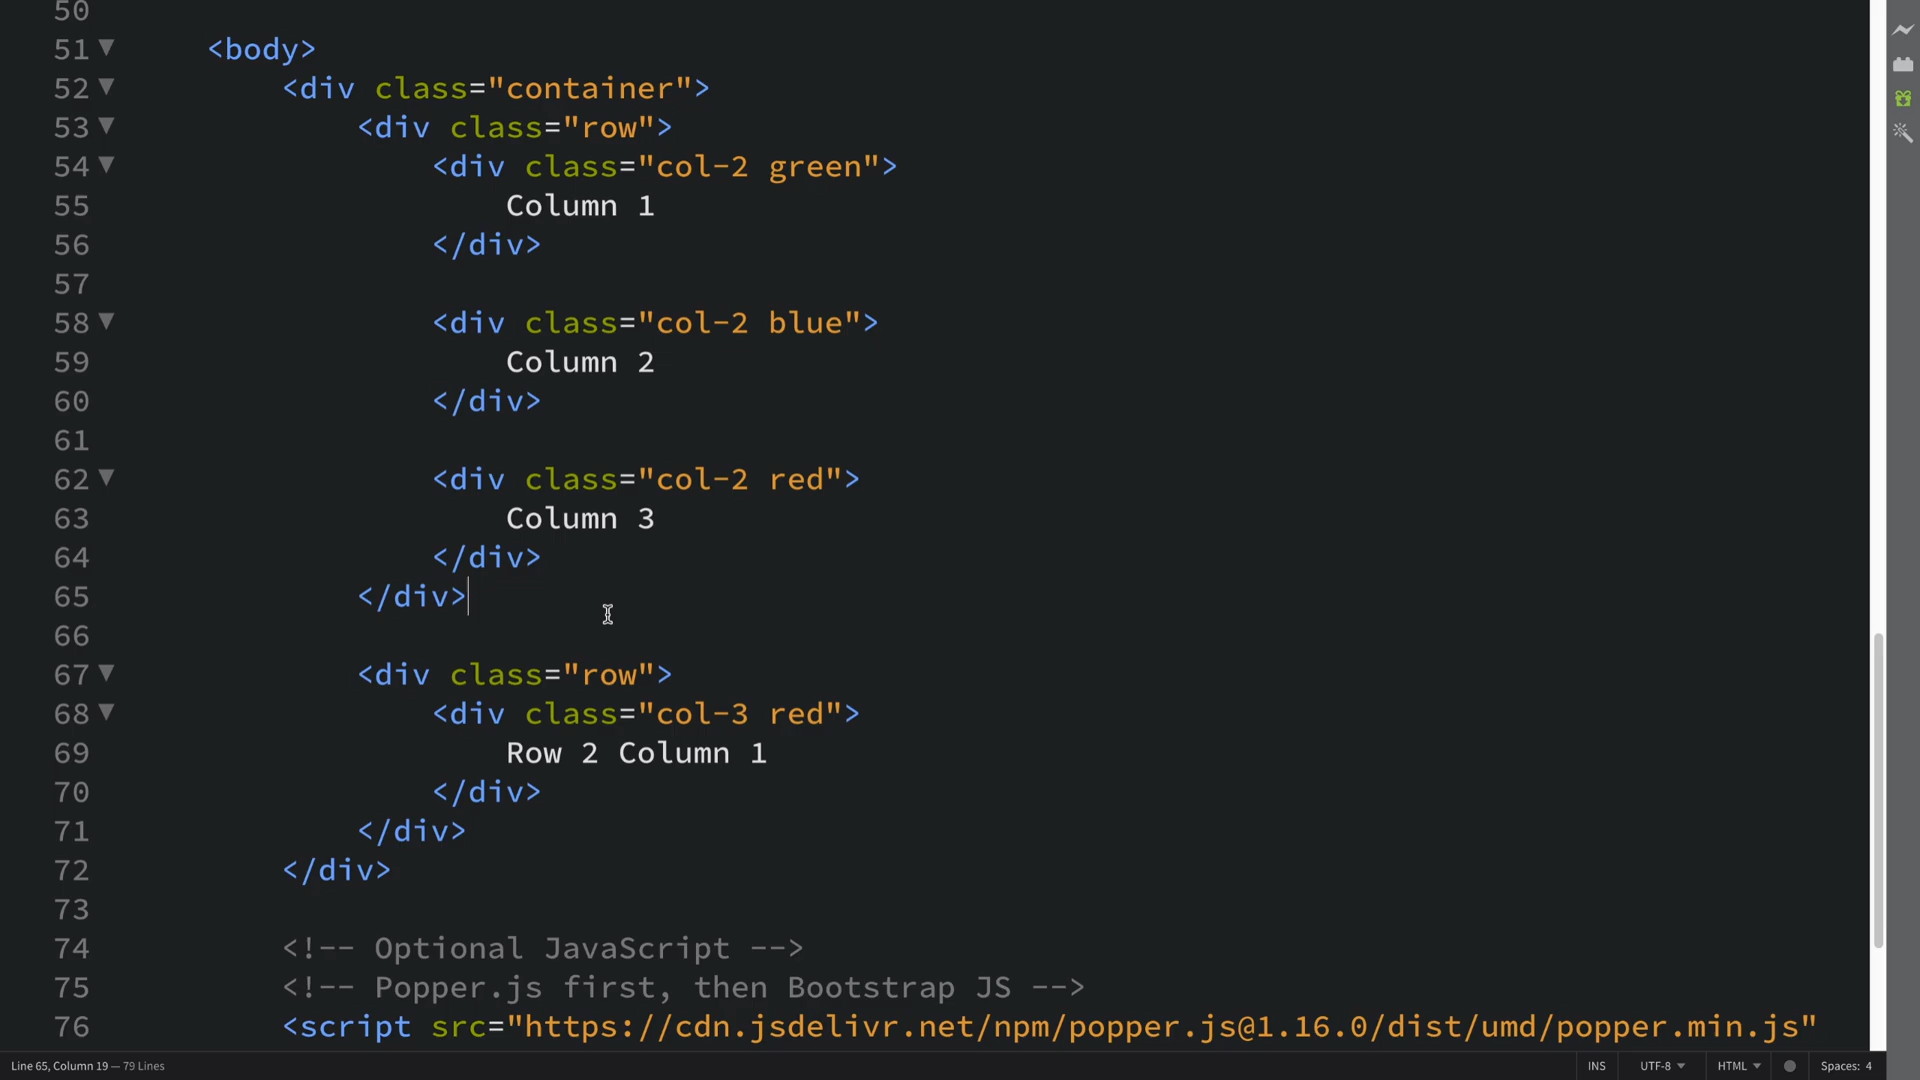 50
51 <body>
52 <div class="container">
53 <div class="row">
54 <div class="col-2 green">
55 Column 1
56 </div>
57
58 <div class="col-2 blue">
59 Column 2
60 </div>
61
62 <div class="col-2 red">
63 Column 3
64 </div>
65 </div>
66
67 <div class="row">
68 <div class="col-3 red">
69 Row 2 Column 1
70 </div>
71 </div>
72 </div>
73
74 <!-- Optional JavaScript -->
75 <!-- Popper.js first, then Bootstrap JS -->
76 <script src="https://cdn.jsdelivr.net/npm/popper.js@1.16.0/dist/umd/popper.min.js"
Line 65, Column 19 — 79 Lines INS UTF-8 HTML Spaces: 4